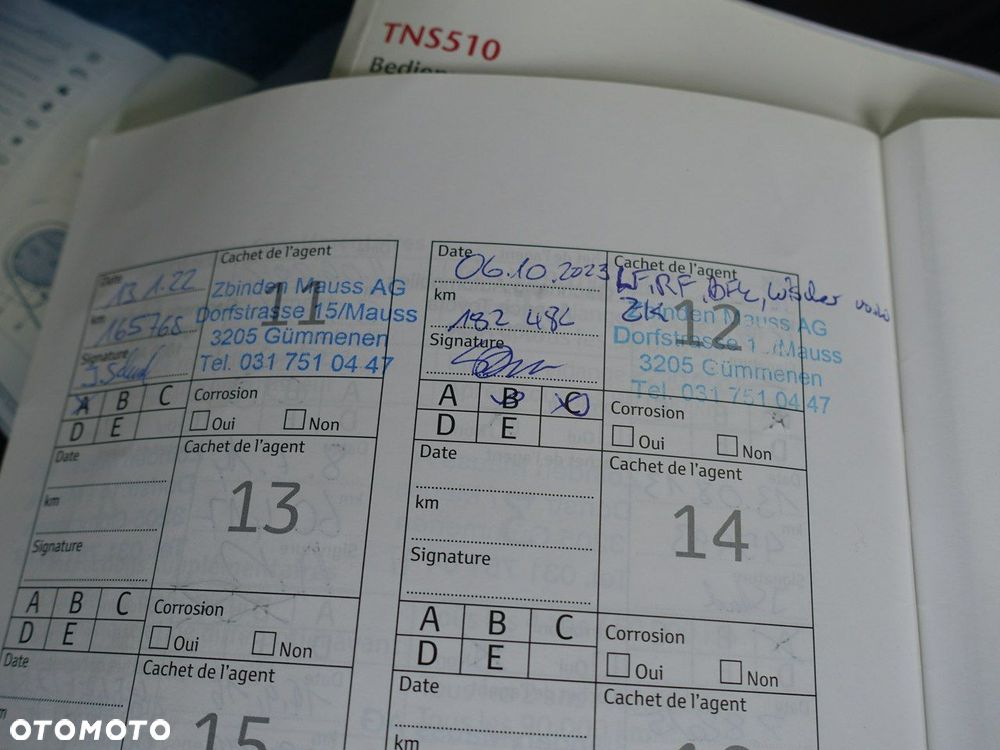 TNS510
Date
13 1.22
km
165768
Signature
Cachet de l'agent
11
Zbinden Mauss AG
Dorfstrasse 15/Mauss
3205 Gümmenen
Tel. 031 751 04 47
A B C
D E
Corrosion
Oui Non
Date
06.10.2023
km
182 482
Signature
Cachet de l'agent
12
Zbinden Mauss AG
Dorfstrasse 1 /Mauss
3205 Gümmenen
Tel. 031 751 04 47
A B C
D E
Corrosion
Oui Non
Date
km
Signature
Cachet de l'agent
13
A B C
D E
Corrosion
Oui Non
Date
km
Signature
Cachet de l'agent
14
A B C
D E
Corrosion
Oui Non
Date
Cachet de l'agent
15
Date
km
Cachet de l'agent
OTOMOTO